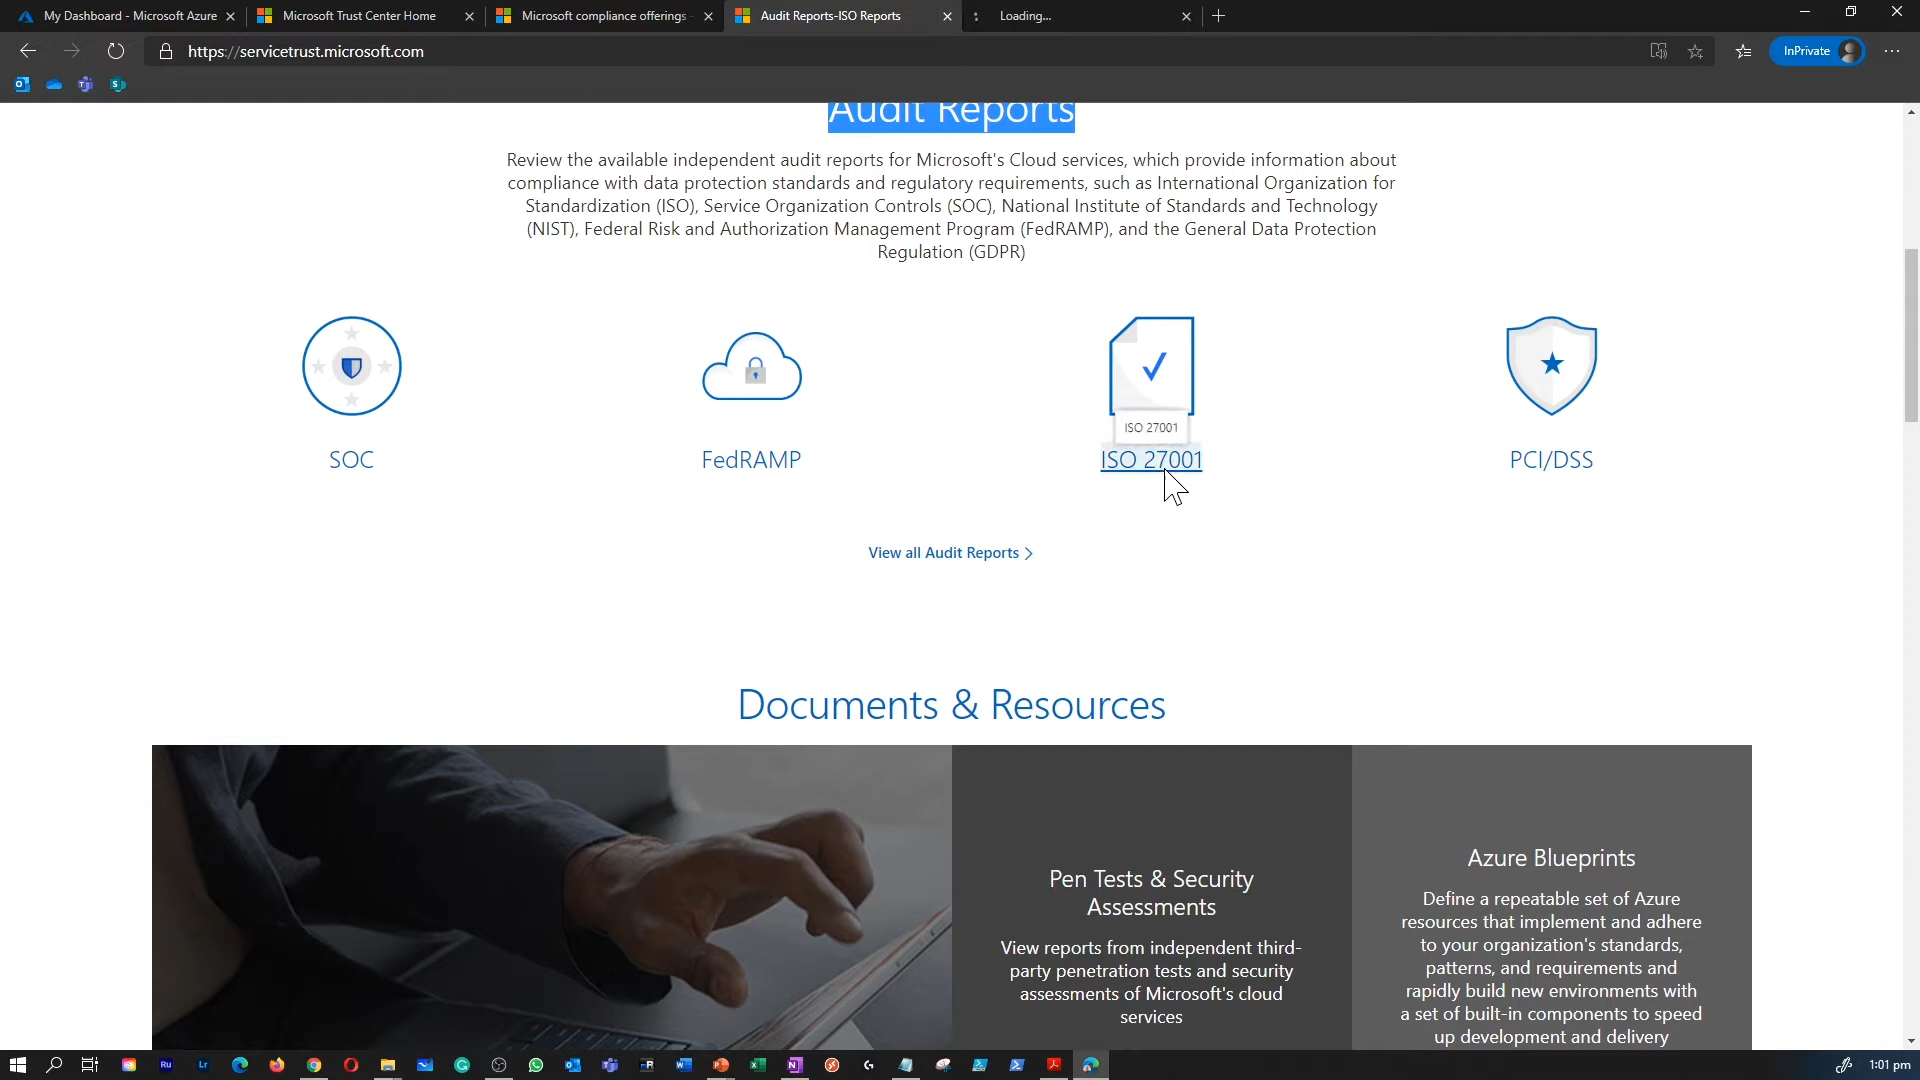 My Dashboard - Microsoft Azure
Microsoft Trust Center Home
Microsoft compliance offerings -
Audit Reports-ISO Reports
Loading...
https://servicetrust.microsoft.com
InPrivate
Audit Reports
Review the available independent audit reports for Microsoft's Cloud services, which provide information about
compliance with data protection standards and regulatory requirements, such as International Organization for
Standardization (ISO), Service Organization Controls (SOC), National Institute of Standards and Technology
(NIST), Federal Risk and Authorization Management Program (FedRAMP), and the General Data Protection
Regulation (GDPR)
ISO 27001
SOC
FedRAMP
ISO 27001
PCI/DSS
View all Audit Reports >
Documents & Resources
Pen Tests & Security
Assessments
View reports from independent third-
party penetration tests and security
assessments of Microsoft's cloud
services
Azure Blueprints
Define a repeatable set of Azure
resources that implement and adhere
to your organization's standards,
patterns, and requirements and
rapidly build new environments with
a set of built-in components to speed
up development and delivery
Ru
Lr
1:01 pm